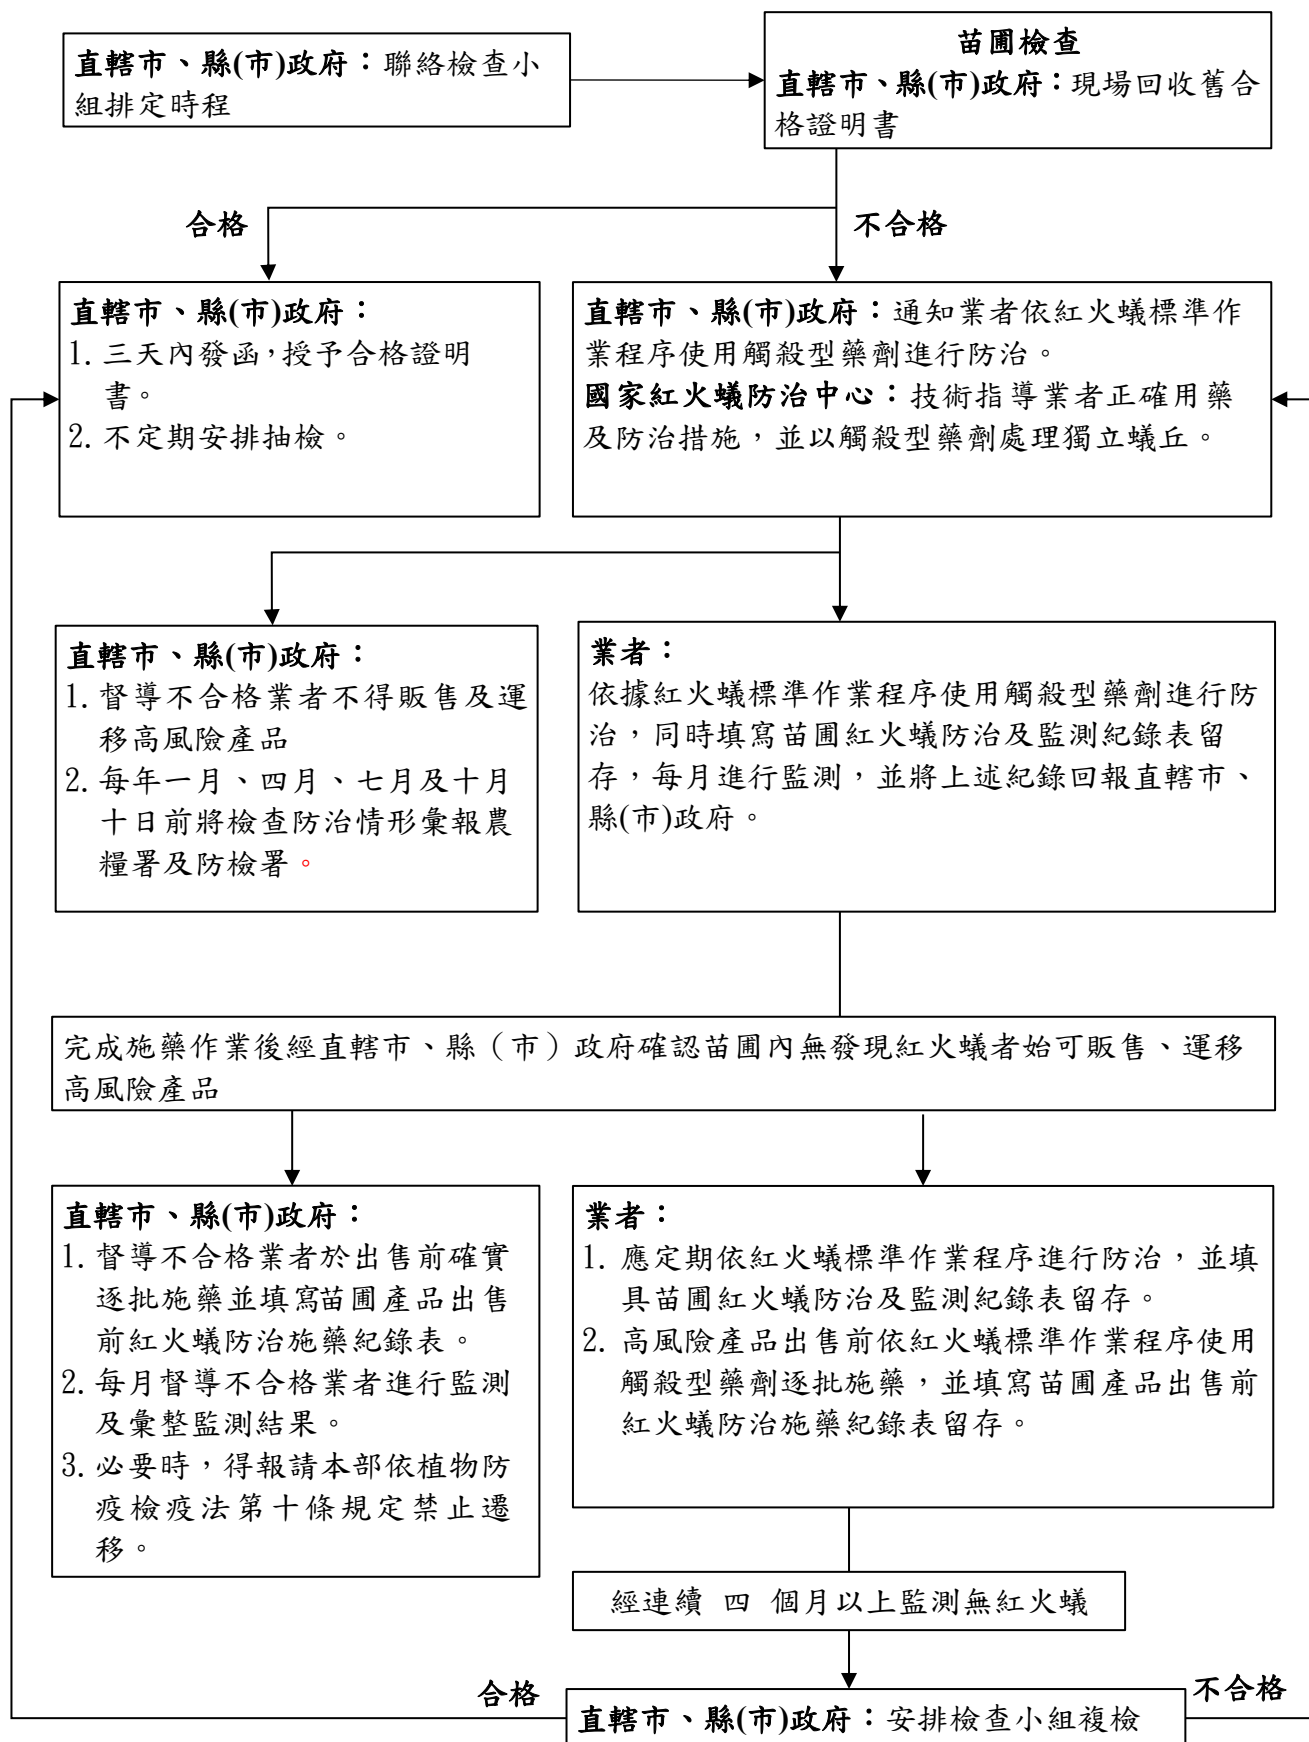 直轄市、縣(市)政府：聯絡檢查小
組排定時程
苗圃檢查
直轄市、縣(市)政府：現場回收舊合
格證明書
合格
不合格
直轄市、縣(市)政府：
1. 三天內發函，授予合格證明
書。
2. 不定期安排抽檢。
直轄市、縣(市)政府：通知業者依紅火蟻標準作
業程序使用觸殺型藥劑進行防治。
國家紅火蟻防治中心：技術指導業者正確用藥
及防治措施，並以觸殺型藥劑處理獨立蟻丘。
直轄市、縣(市)政府：
1. 督導不合格業者不得販售及運
移高風險產品
2. 每年一月、四月、七月及十月
十日前將檢查防治情形彙報農
糧署及防檢署。
業者：
依據紅火蟻標準作業程序使用觸殺型藥劑進行防
治，同時填寫苗圃紅火蟻防治及監測紀錄表留
存，每月進行監測，並將上述紀錄回報直轄市、
縣(市)政府。
完成施藥作業後經直轄市、縣（市）政府確認苗圃內無發現紅火蟻者始可販售、運移
高風險產品
直轄市、縣(市)政府：
1. 督導不合格業者於出售前確實
逐批施藥並填寫苗圃產品出售
前紅火蟻防治施藥紀錄表。
2. 每月督導不合格業者進行監測
及彙整監測結果。
3. 必要時，得報請本部依植物防
疫檢疫法第十條規定禁止遷
移。
業者：
1. 應定期依紅火蟻標準作業程序進行防治，並填
具苗圃紅火蟻防治及監測紀錄表留存。
2. 高風險產品出售前依紅火蟻標準作業程序使用
觸殺型藥劑逐批施藥，並填寫苗圃產品出售前
紅火蟻防治施藥紀錄表留存。
經連續 四 個月以上監測無紅火蟻
合格
不合格
直轄市、縣(市)政府：安排檢查小組複檢